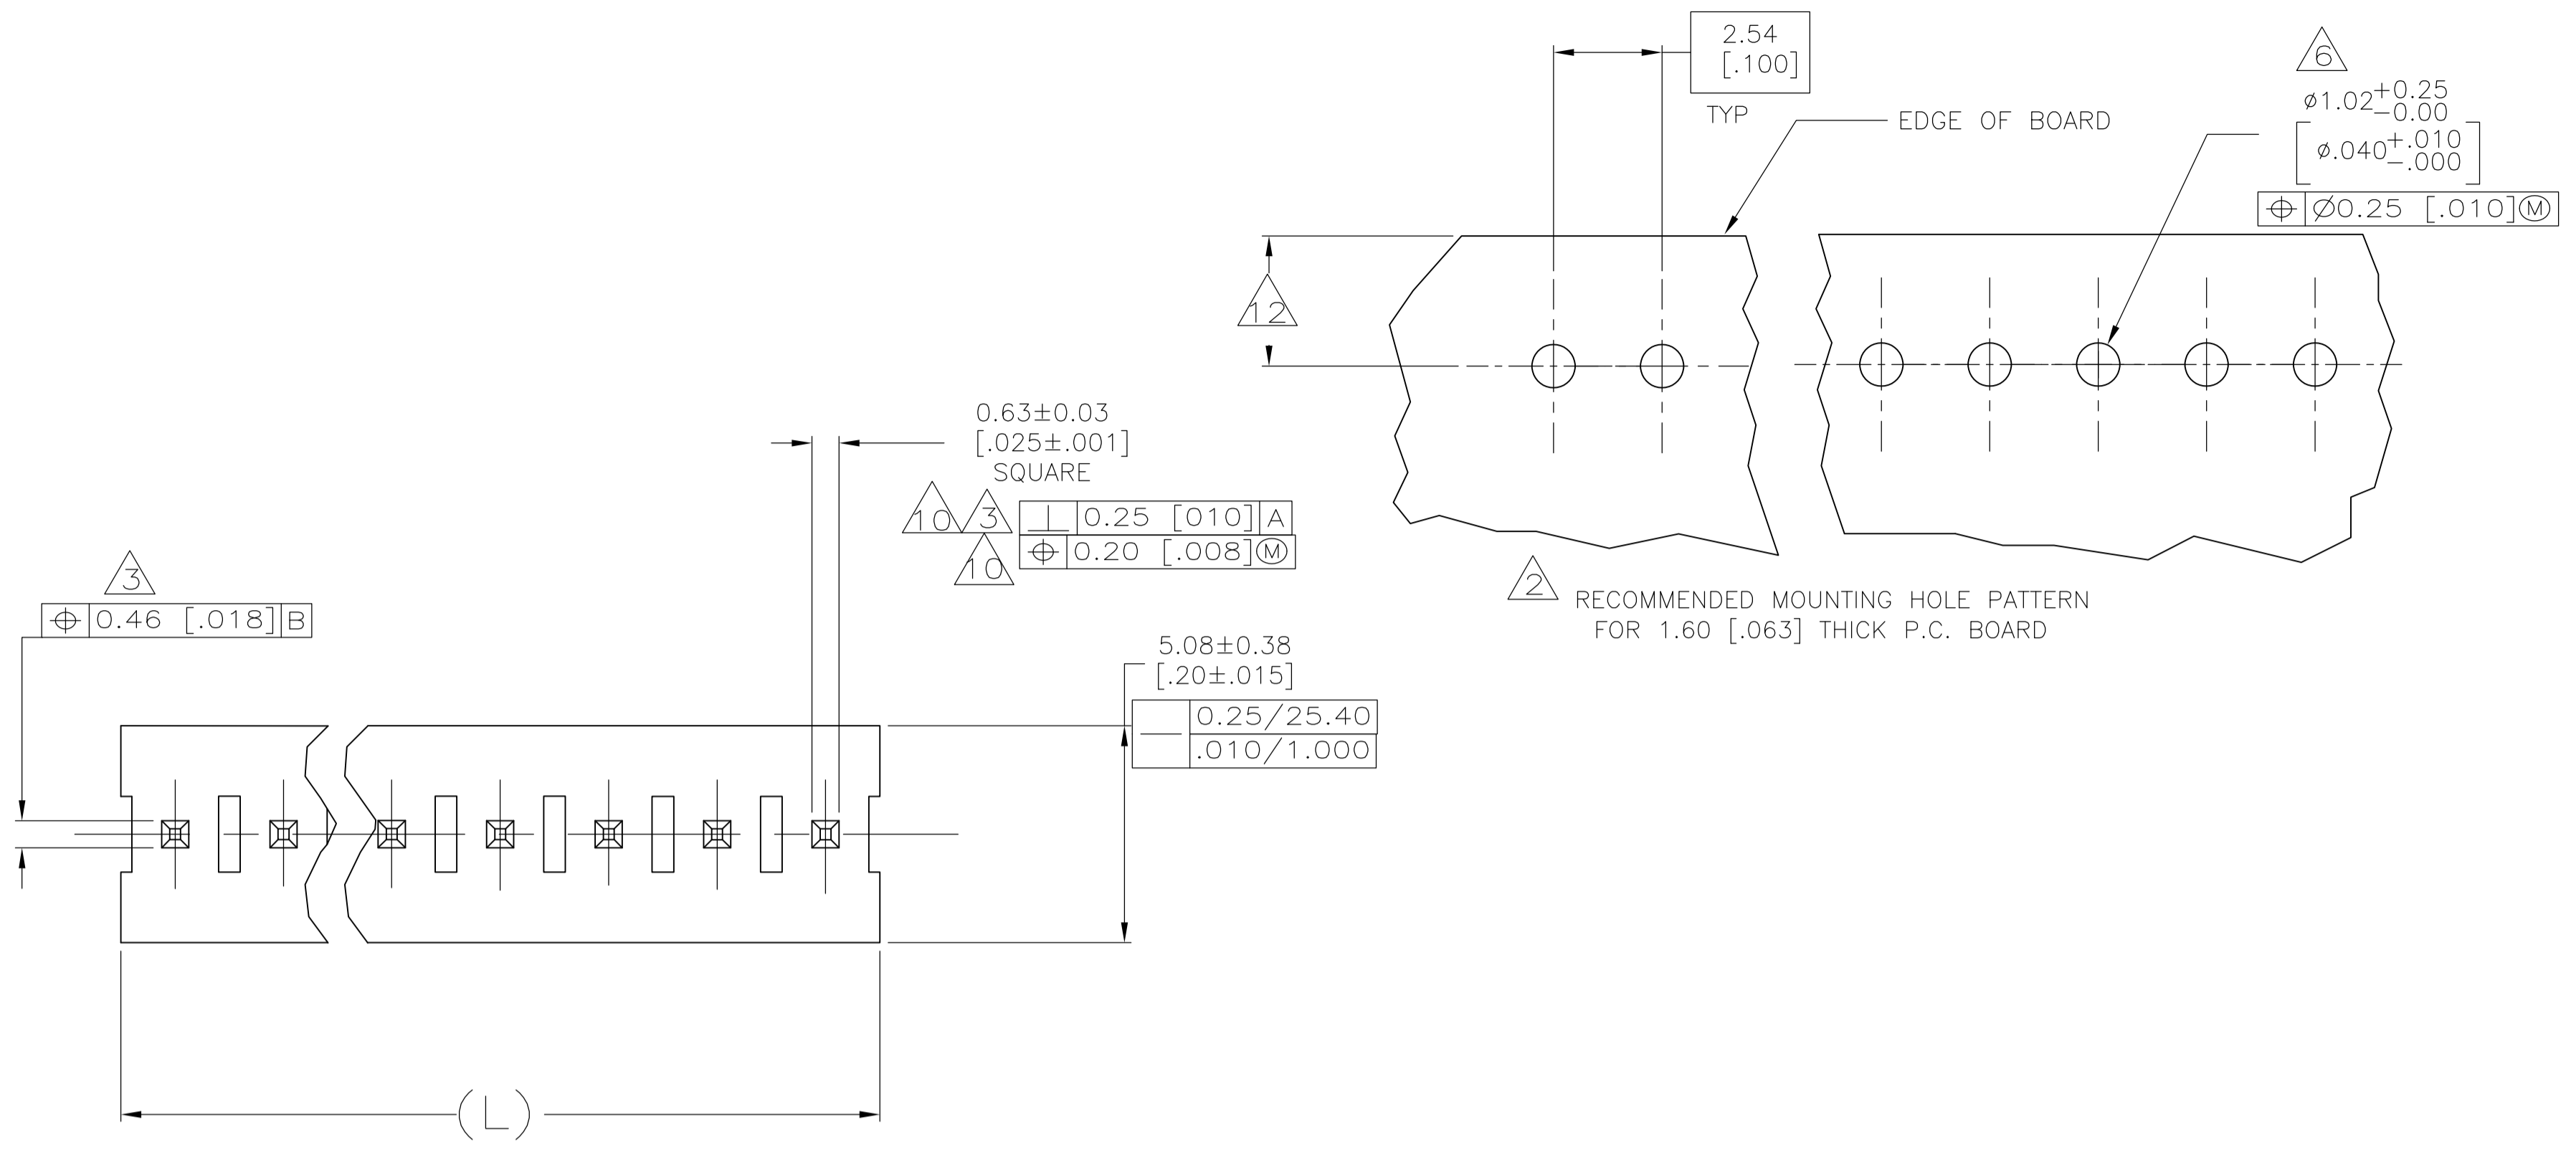 2.54
[.100]
TYP
EDGE OF BOARD
6
⌀1.02+0.25
−0.00
[⌀.040+.010
−.000]
⌖ ⌀0.25 [.010]Ⓜ
12
0.63±0.03
[.025±.001]
SQUARE
10 3 ⊥ 0.25 [010] A
10 ⌖ 0.20 [.008]Ⓜ
2 RECOMMENDED MOUNTING HOLE PATTERN
FOR 1.60 [.063] THICK P.C. BOARD
3
⌖ 0.46 [.018] B
5.08±0.38
[.20±.015]
⏤ 0.25/25.40
.010/1.000
(L)